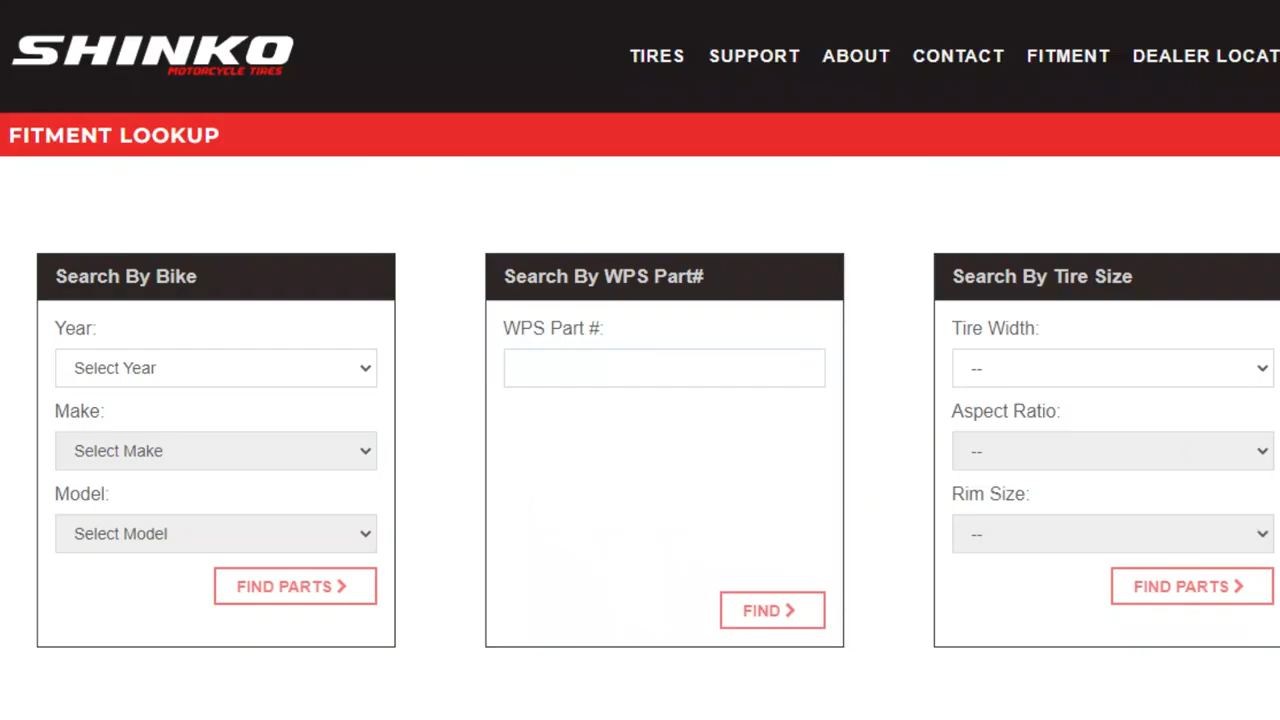 SHINKO
MOTORCYCLE TIRES
TIRES SUPPORT ABOUT CONTACT FITMENT DEALER LOCAT
FITMENT LOOKUP
Search By Bike
Year:
Select Year
Make:
Select Make
Model:
Select Model
FIND PARTS
Search By WPS Part#
WPS Part #:
FIND
Search By Tire Size
Tire Width:
--
Aspect Ratio:
--
Rim Size:
--
FIND PARTS